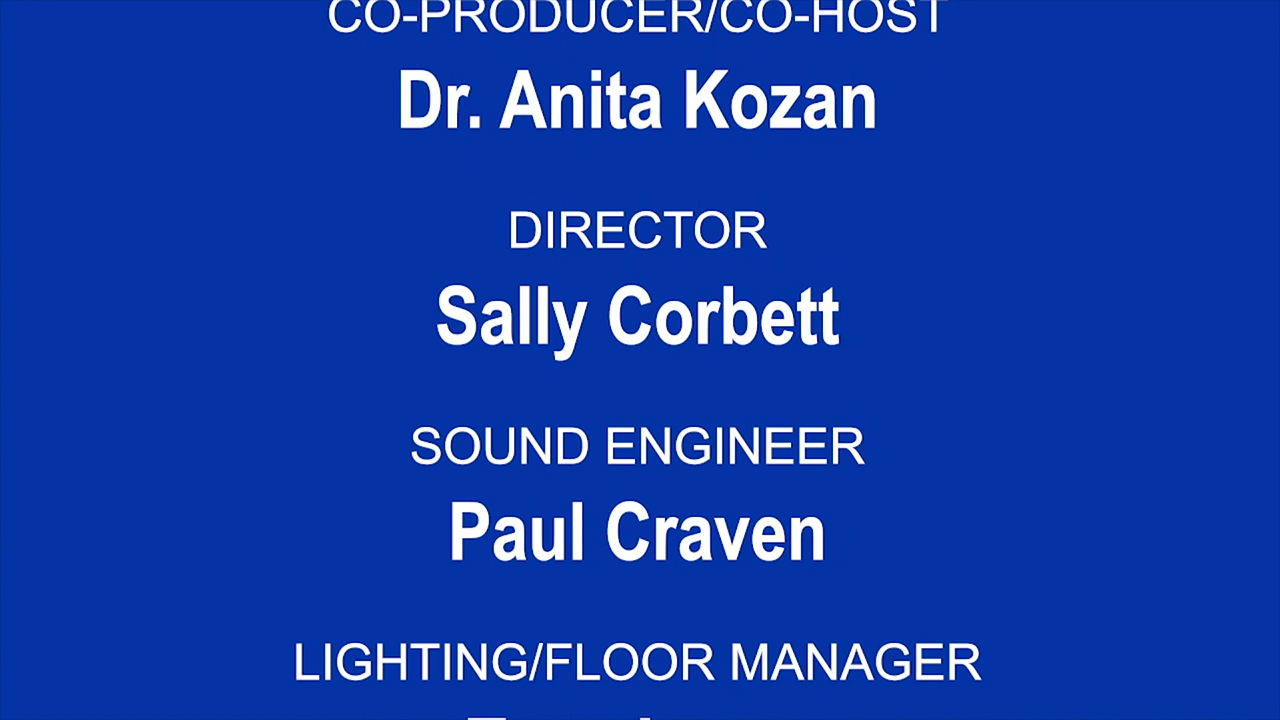 CO-PRODUCER/CO-HOST
Dr. Anita Kozan
DIRECTOR
Sally Corbett
SOUND ENGINEER
Paul Craven
LIGHTING/FLOOR MANAGER